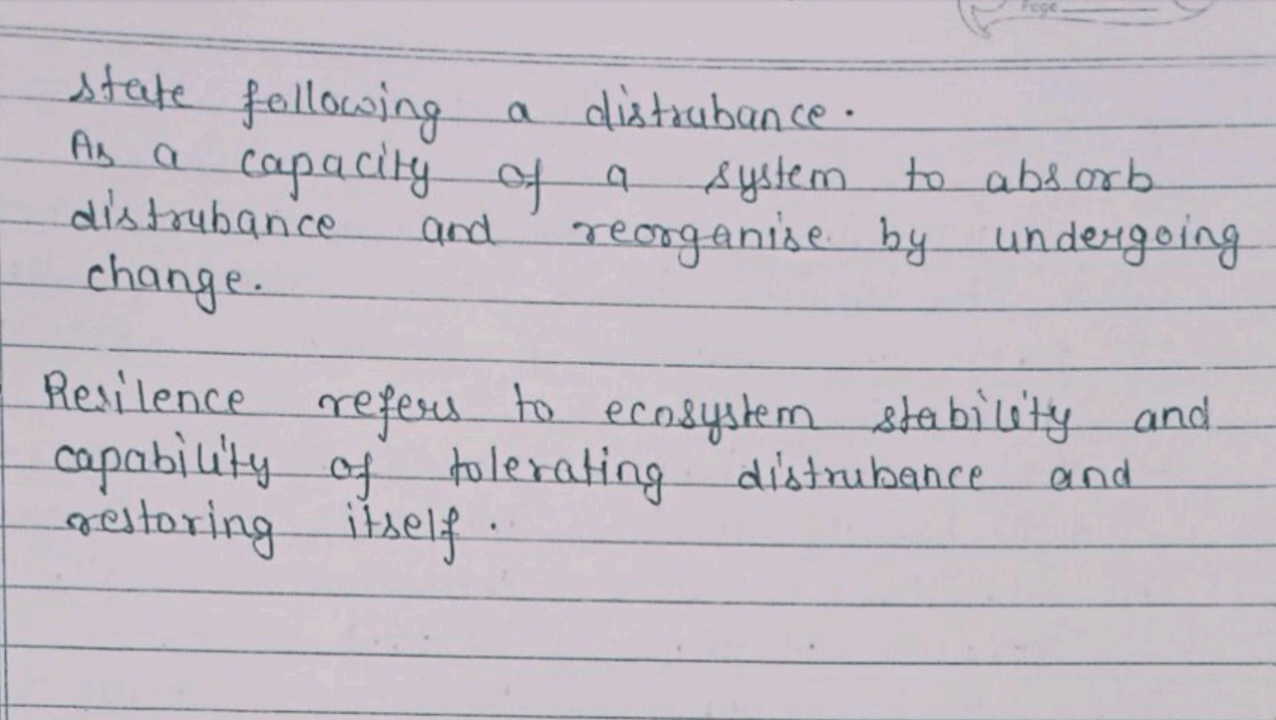 Page
state following a distrubance.
As a capacity of a system to absorb
distrubance and reorganise by undergoing
change.
Resilence refers to ecosystem stability and
capability of tolerating distrubance and
restoring itself.